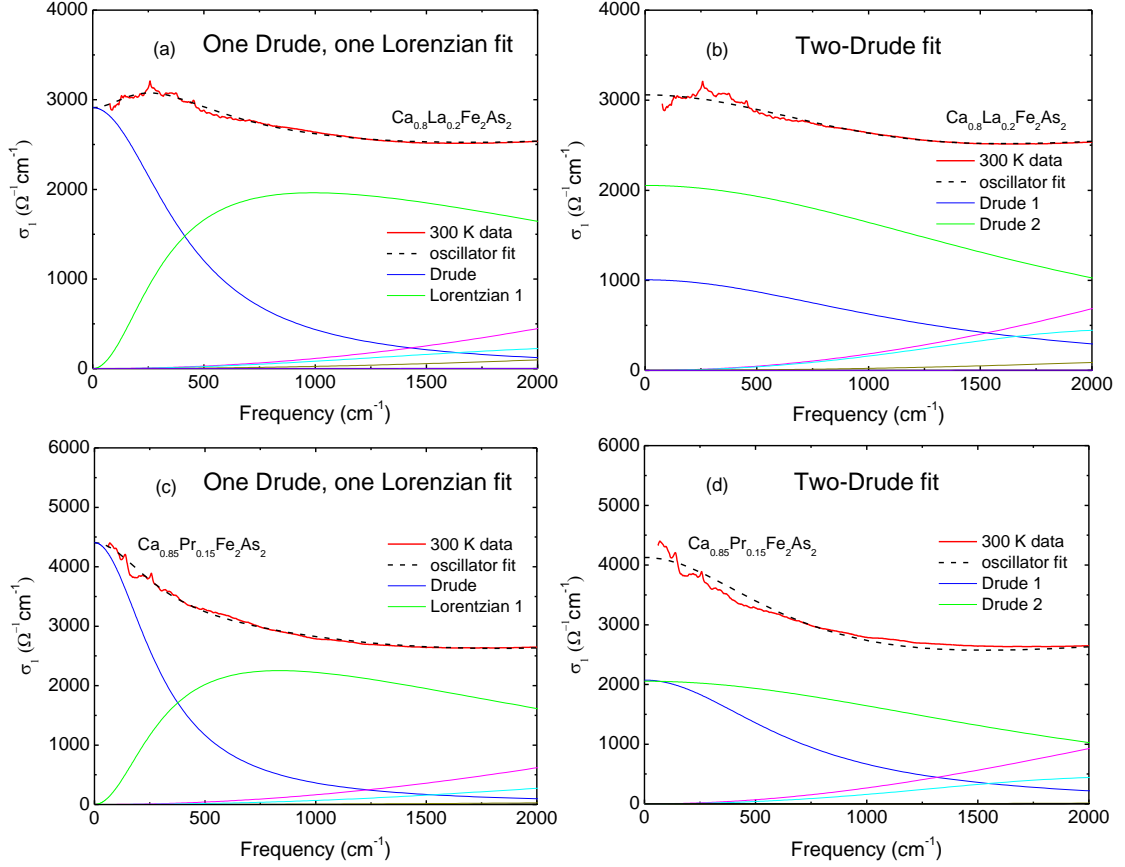 4000
3000
2000
1000
0
0 500 1000 1500 2000
σ₁ (Ω⁻¹cm⁻¹)
Frequency (cm⁻¹)
(a) One Drude, one Lorenzian fit
Ca₀.₈La₀.₂Fe₂As₂
300 K data
oscillator fit
Drude
Lorentzian 1
4000
3000
2000
1000
0
0 500 1000 1500 2000
Frequency (cm⁻¹)
(b) Two-Drude fit
Ca₀.₈La₀.₂Fe₂As₂
300 K data
oscillator fit
Drude 1
Drude 2
6000
5000
4000
3000
2000
1000
0
0 500 1000 1500 2000
σ₁ (Ω⁻¹cm⁻¹)
Frequency (cm⁻¹)
(c) One Drude, one Lorenzian fit
Ca₀.₈₅Pr₀.₁₅Fe₂As₂
300 K data
oscillator fit
Drude
Lorentzian 1
6000
5000
4000
3000
2000
1000
0
0 500 1000 1500 2000
σ₁ (Ω⁻¹cm⁻¹)
Frequency (cm⁻¹)
(d) Two-Drude fit
Ca₀.₈₅Pr₀.₁₅Fe₂As₂
300 K data
oscillator fit
Drude 1
Drude 2